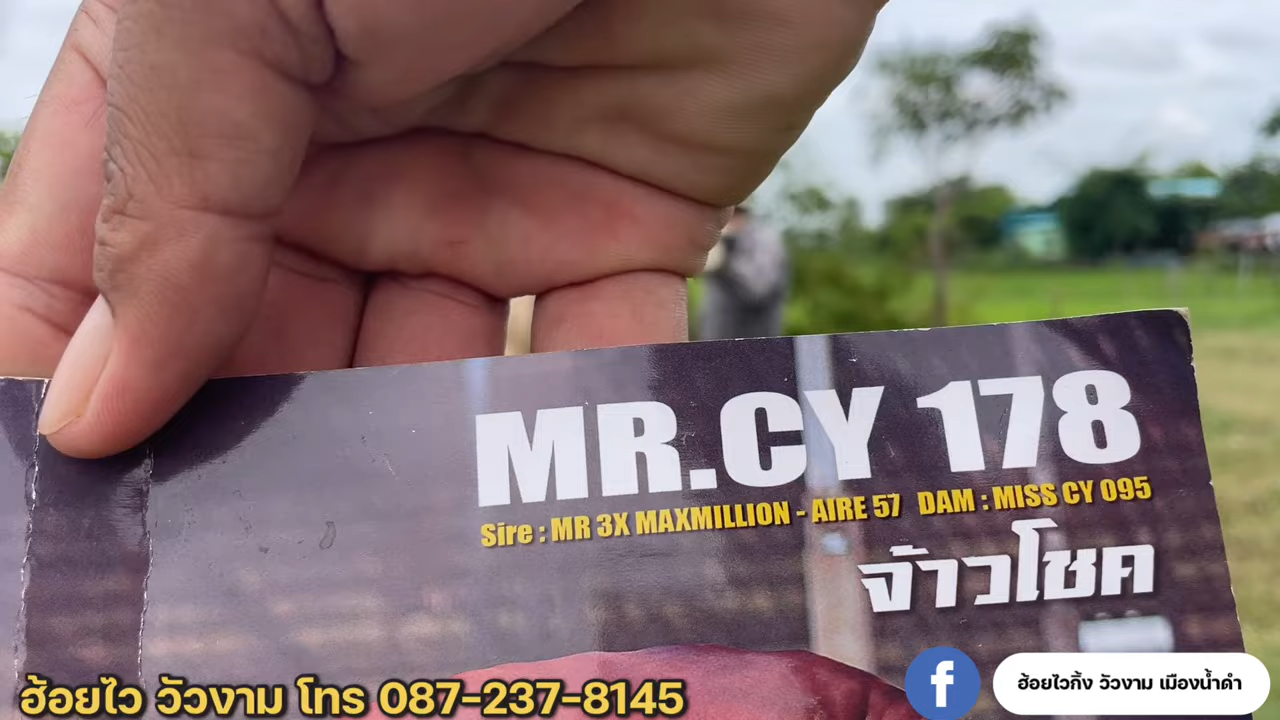 MR.CY 178
Sire : MR 3X MAXMILLION - AIRE 57 DAM : MISS CY 095
จ้าวโชค
ฮ้อยไว วัวงาม โทร 087-237-8145
ฮ้อยไวกิ้ง วัวงาม เมืองน้ำดำ